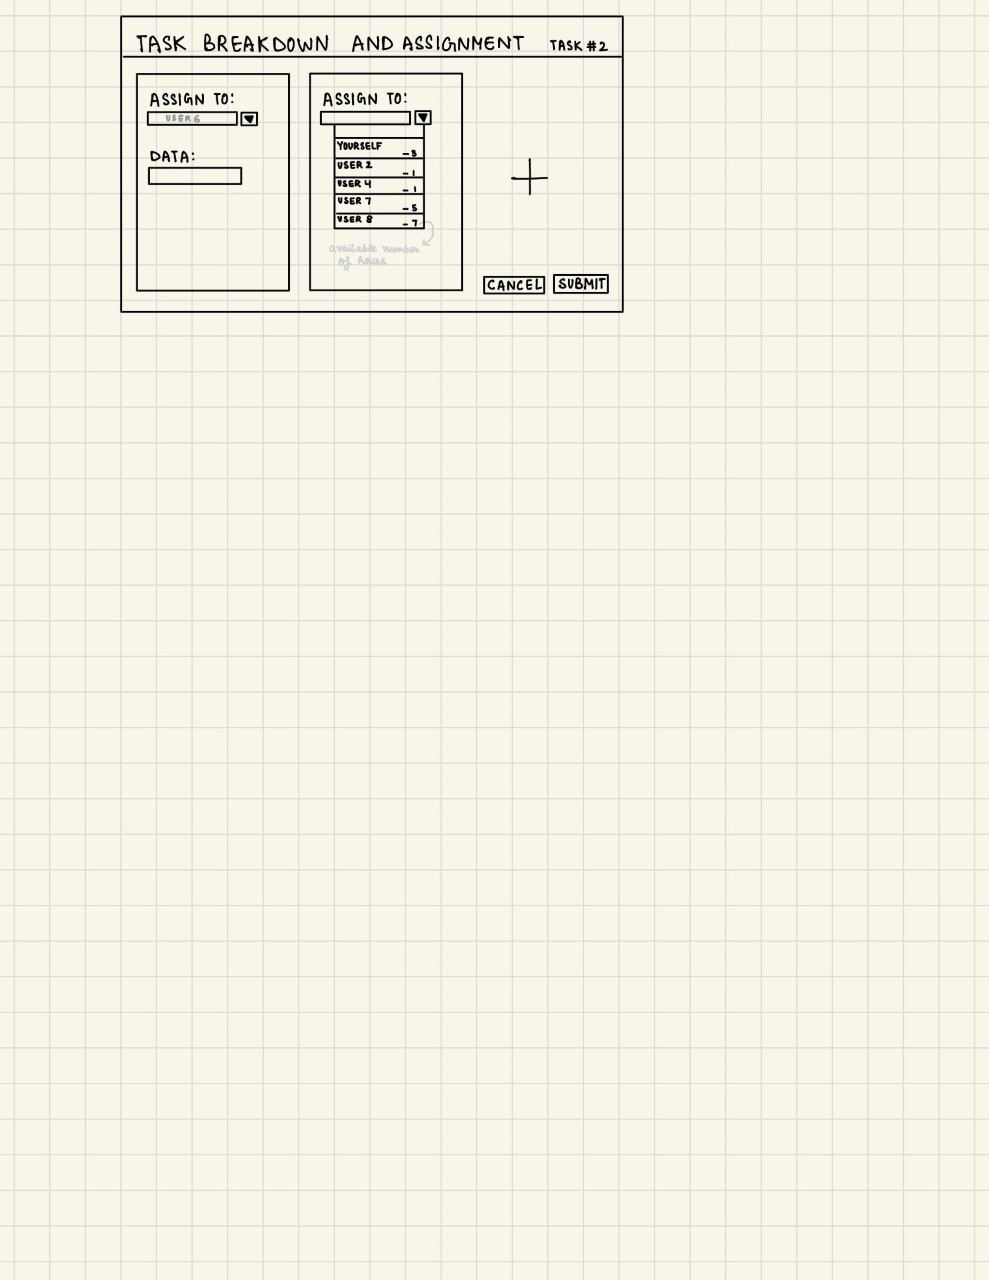 TASK BREAKDOWN AND ASSIGNMENT TASK #2
ASSIGN TO:
USER 6
DATA:
ASSIGN TO:
YOURSELF -3
USER 2 -1
USER 4 -1
USER 7 -5
USER 8 -7
available number
of hours
CANCEL SUBMIT